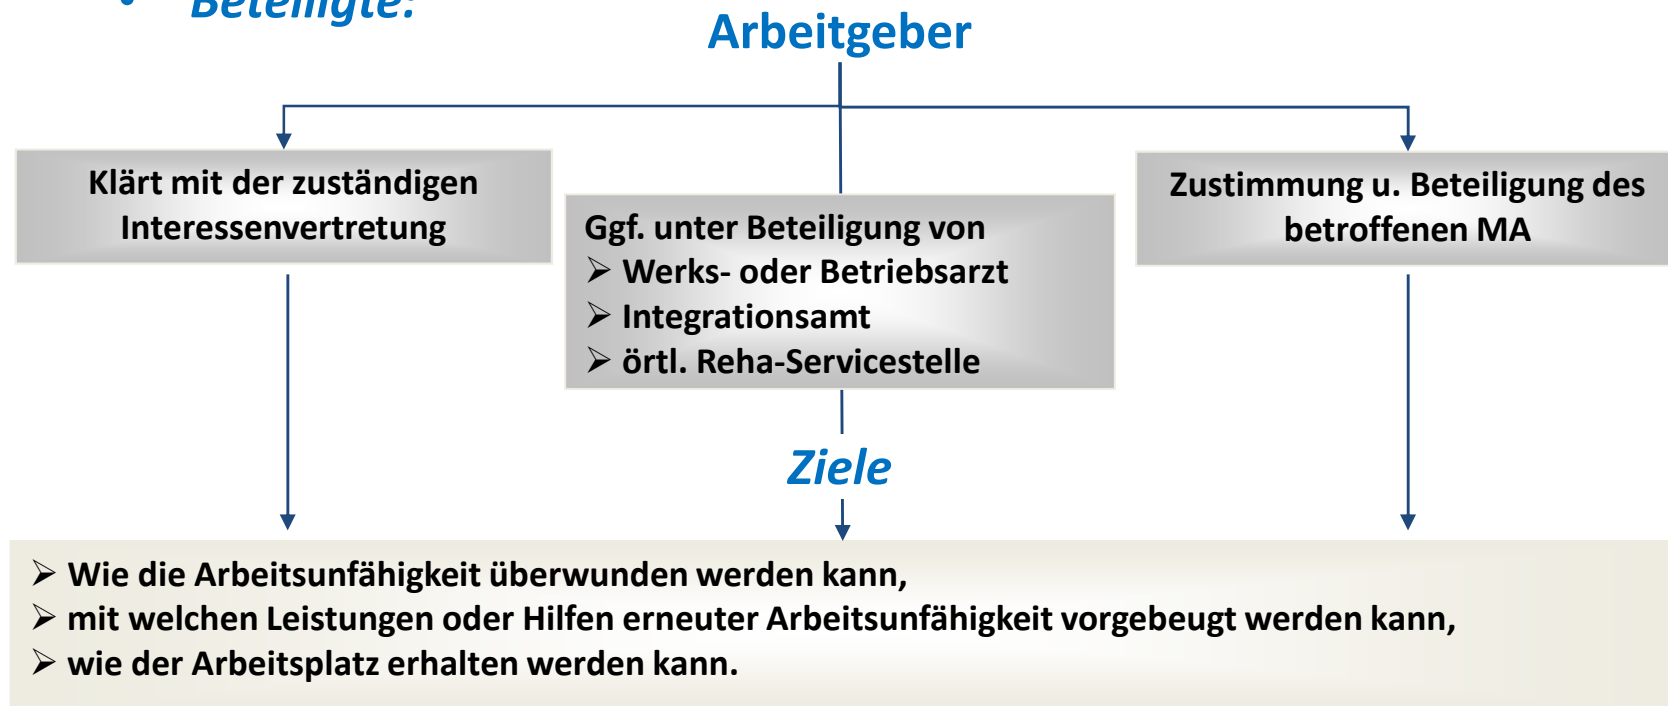 • Beteiligte:
Arbeitgeber
Klärt mit der zuständigen
Interessenvertretung
Ggf. unter Beteiligung von
➢ Werks- oder Betriebsarzt
➢ Integrationsamt
➢ örtl. Reha-Servicestelle
Zustimmung u. Beteiligung des
betroffenen MA
Ziele
➢ Wie die Arbeitsunfähigkeit überwunden werden kann,
➢ mit welchen Leistungen oder Hilfen erneuter Arbeitsunfähigkeit vorgebeugt werden kann,
➢ wie der Arbeitsplatz erhalten werden kann.